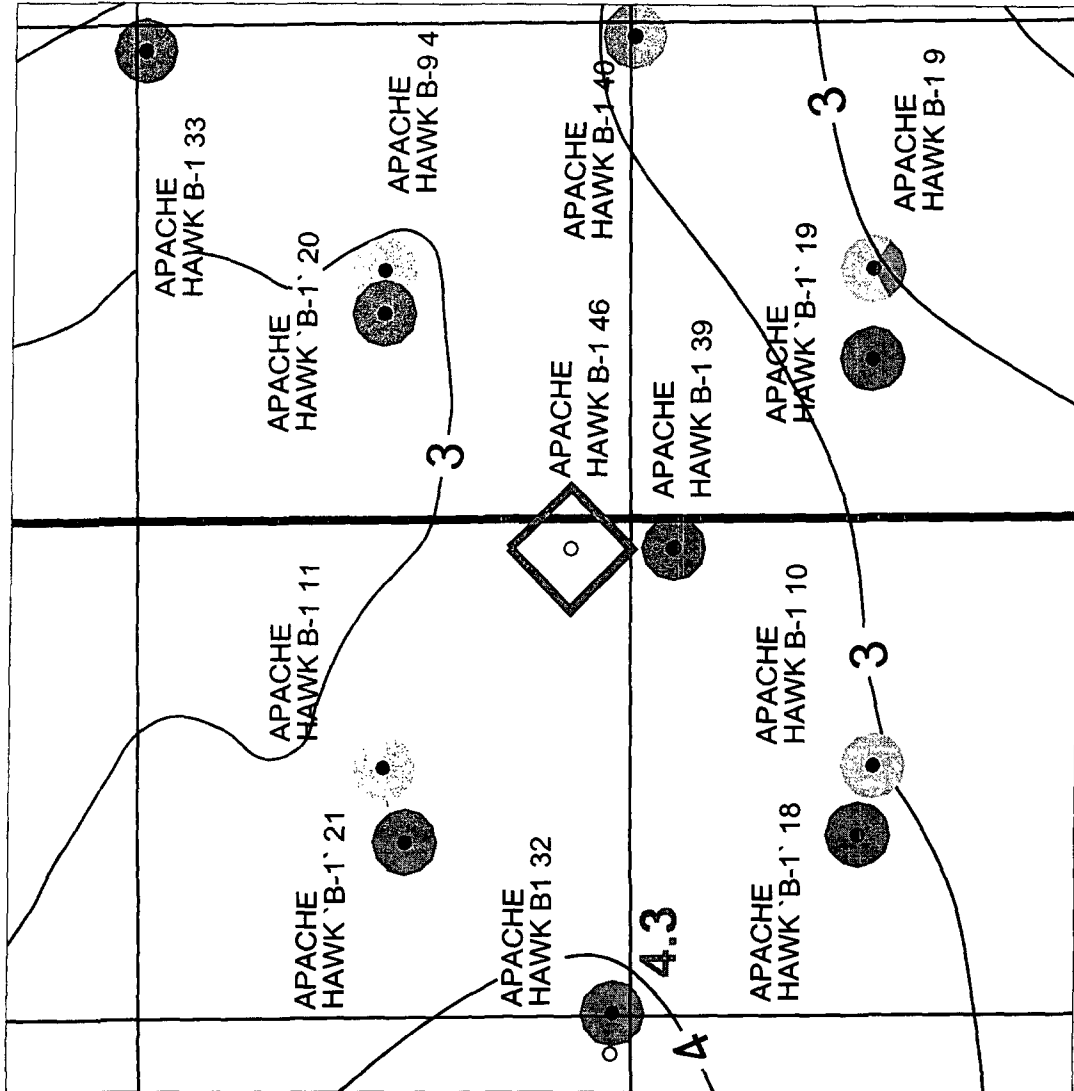 APACHE
HAWK B-1 33
APACHE
HAWK `B-1` 21
APACHE
HAWK B-1 11
APACHE
HAWK `B-1` 20
APACHE
HAWK B-9 4
3
APACHE
HAWK B1 32
APACHE
HAWK B-1 46
APACHE
HAWK B-1 40
4.3
APACHE
HAWK B-1 39
4
APACHE
HAWK `B-1` 18
APACHE
HAWK B-1 10
APACHE
HAWK `B-1` 19
3
3
APACHE
HAWK B-1 9